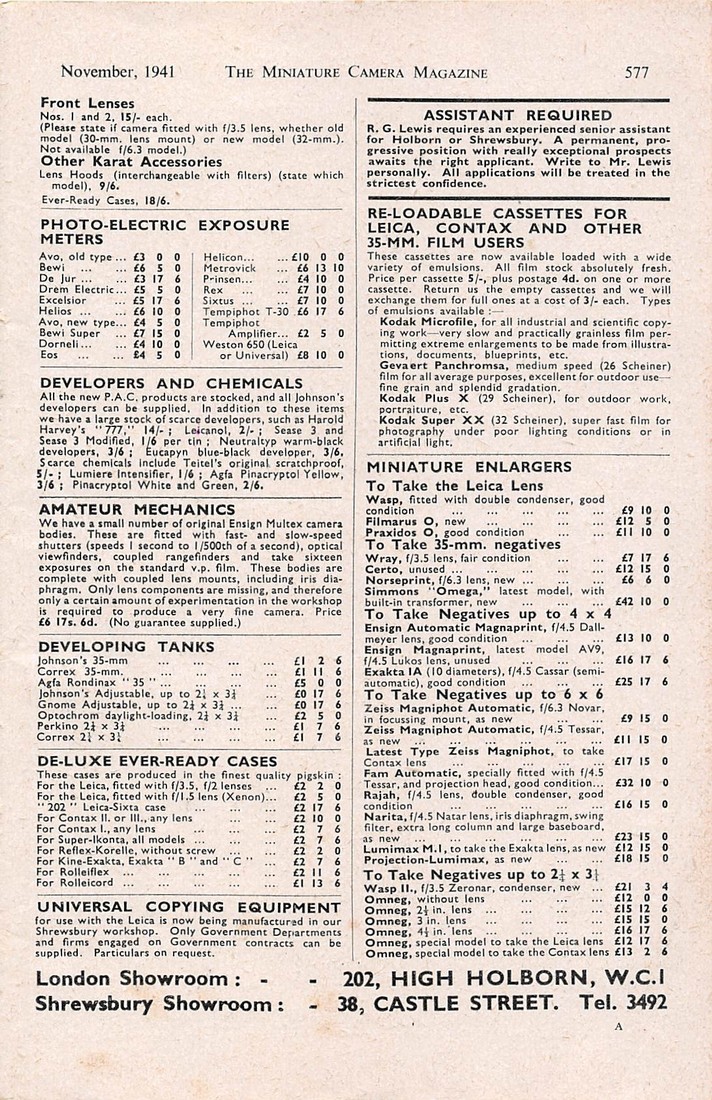 November, 1941 THE MINIATURE CAMERA MAGAZINE 577
Front Lenses
Nos. 1 and 2, 15/- each.
(Please state if camera fitted with f/3.5 lens, whether old
model (30-mm. lens mount) or new model (32-mm.).
Not available f/6.3 model.)
Other Karat Accessories
Lens Hoods (interchangeable with filters) (state which
model), 9/6.
Ever-Ready Cases, 18/6.
PHOTO-ELECTRIC EXPOSURE
METERS
Avo, old type ... £3 0 0
Bewi ... ... £6 5 0
De Jur ... ... £3 17 6
Drem Electric... £5 5 0
Excelsior £5 17 6
Helios ... ... £6 10 0
Avo, new type... £4 5 0
Bewi Super ... £7 15 0
Dorneli... ... £4 10 0
Eos ... ... £4 5 0
Helicon... ... £10 0 0
Metrovick ... £6 13 10
Prinsen... ... £4 10 0
Rex ... ... £7 10 0
Sixtus ... ... £7 10 0
Tempiphot T-30 £6 17 6
Tempiphot
Amplifier... £2 5 0
Weston 650 (Leica
or Universal) £8 10 0
DEVELOPERS AND CHEMICALS
All the new P.A.C. products are stocked, and all Johnson's
developers can be supplied. In addition to these items
we have a large stock of scarce developers, such as Harold
Harvey's "777," 14/- ; Leicanol, 2/- ; Sease 3 and
Sease 3 Modified, 1/6 per tin ; Neutraltyp warm-black
developers, 3/6 ; Eucapyn blue-black developer, 3/6.
Scarce chemicals include Teitel's original scratchproof,
5/- ; Lumiere Intensifier, 1/6 ; Agfa Pinacryptol Yellow,
3/6 ; Pinacryptol White and Green, 2/6.
AMATEUR MECHANICS
We have a small number of original Ensign Multex camera
bodies. These are fitted with fast- and slow-speed
shutters (speeds 1 second to 1/500th of a second), optical
viewfinders, coupled rangefinders and take sixteen
exposures on the standard v.p. film. These bodies are
complete with coupled lens mounts, including iris dia-
phragm. Only lens components are missing, and therefore
only a certain amount of experimentation in the workshop
is required to produce a very fine camera. Price
£6 17s. 6d. (No guarantee supplied.)
DEVELOPING TANKS
Johnson's 35-mm ... ... ... ... £1 2 6
Correx 35-mm. ... ... ... ... £1 11 6
Agfa Rondinax "35" ... ... ... ... £5 0 0
Johnson's Adjustable, up to 2¼ x 3¼ ... ... £0 17 6
Gnome Adjustable, up to 2¼ x 3¼ ... ... £0 17 6
Optochrom daylight-loading, 2¼ x 3¼ ... £2 5 0
Perkino 2¼ x 3¼ ... ... ... ... £1 7 6
Correx 2¼ x 3¼ ... ... ... ... £1 7 6
DE-LUXE EVER-READY CASES
These cases are produced in the finest quality pigskin :
For the Leica, fitted with f/3.5, f/2 lenses ... £2 2 0
For the Leica, fitted with f/1.5 lens (Xenon)... £2 5 0
"202" Leica-Sixta case ... ... ... £2 17 6
For Contax II. or III., any lens ... ... £2 10 0
For Contax I., any lens ... ... ... £2 7 6
For Super-Ikonta, all models ... ... ... £2 7 6
For Reflex-Korelle, without screw ... ... £2 2 0
For Kine-Exakta, Exakta "B" and "C" ... £2 7 6
For Rolleiflex ... ... ... ... £2 11 6
For Rolleicord ... ... ... ... £1 13 6
UNIVERSAL COPYING EQUIPMENT
for use with the Leica is now being manufactured in our
Shrewsbury workshop. Only Government Departments
and firms engaged on Government contracts can be
supplied. Particulars on request.
ASSISTANT REQUIRED
R. G. Lewis requires an experienced senior assistant
for Holborn or Shrewsbury. A permanent, pro-
gressive position with really exceptional prospects
awaits the right applicant. Write to Mr. Lewis
personally. All applications will be treated in the
strictest confidence.
RE-LOADABLE CASSETTES FOR
LEICA, CONTAX AND OTHER
35-MM. FILM USERS
These cassettes are now available loaded with a wide
variety of emulsions. All film stock absolutely fresh.
Price per cassette 5/-, plus postage 4d. on one or more
cassette. Return us the empty cassettes and we will
exchange them for full ones at a cost of 3/- each. Types
of emulsions available :—
Kodak Microfile, for all industrial and scientific copy-
ing work—very slow and practically grainless film per-
mitting extreme enlargements to be made from illustra-
tions, documents, blueprints, etc.
Gevaert Panchromsa, medium speed (26 Scheiner)
film for all average purposes, excellent for outdoor use—
fine grain and splendid gradation.
Kodak Plus X (29 Scheiner), for outdoor work,
portraiture, etc.
Kodak Super XX (32 Scheiner), super fast film for
photography under poor lighting conditions or in
artificial light.
MINIATURE ENLARGERS
To Take the Leica Lens
Wasp, fitted with double condenser, good
condition ... ... ... ... £9 10 0
Filmarus O, new ... ... ... ... £12 5 0
Praxidos O, good condition ... ... £11 10 0
To Take 35-mm. negatives
Wray, f/3.5 lens, fair condition ... ... £7 17 6
Certo, unused ... ... ... ... £12 15 0
Norseprint, f/6.3 lens, new ... ... ... £6 6 0
Simmons "Omega," latest model, with
built-in transformer, new ... ... ... £42 10 0
To Take Negatives up to 4 x 4
Ensign Automatic Magnaprint, f/4.5 Dall-
meyer lens, good condition ... ... ... £13 10 0
Ensign Magnaprint, latest model AV9,
f/4.5 Lukos lens, unused ... ... ... £16 17 6
Exakta IA (10 diameters), f/4.5 Cassar (semi-
automatic), good condition ... ... ... £25 17 6
To Take Negatives up to 6 x 6
Zeiss Magniphot Automatic, f/6.3 Novar,
in focussing mount, as new ... ... £9 15 0
Zeiss Magniphot Automatic, f/4.5 Tessar,
as new ... ... ... ... ... £11 15 0
Latest Type Zeiss Magniphot, to take
Contax lens ... ... ... ... £17 15 0
Fam Automatic, specially fitted with f/4.5
Tessar, and projection head, good condition... £32 10 0
Rajah, f/4.5 lens, double condenser, good
condition ... ... ... ... ... £16 15 0
Narita, f/4.5 Natar lens, iris diaphragm, swing
filter, extra long column and large baseboard,
as new ... ... ... ... ... £23 15 0
Lumimax M.1, to take the Exakta lens, as new £12 15 0
Projection-Lumimax, as new ... ... £18 15 0
To Take Negatives up to 2¼ x 3¼
Wasp II., f/3.5 Zeronar, condenser, new ... £21 3 4
Omneg, without lens ... ... ... £12 0 0
Omneg, 2½ in. lens ... ... ... £15 12 6
Omneg, 3 in. lens ... ... ... £15 15 0
Omneg, 4¼ in. lens ... ... ... £16 17 6
Omneg, special model to take the Leica lens £12 17 6
Omneg, special model to take the Contax lens £13 2 6
London Showroom : - - 202, HIGH HOLBORN, W.C.1
Shrewsbury Showroom : - 38, CASTLE STREET. Tel. 3492
A